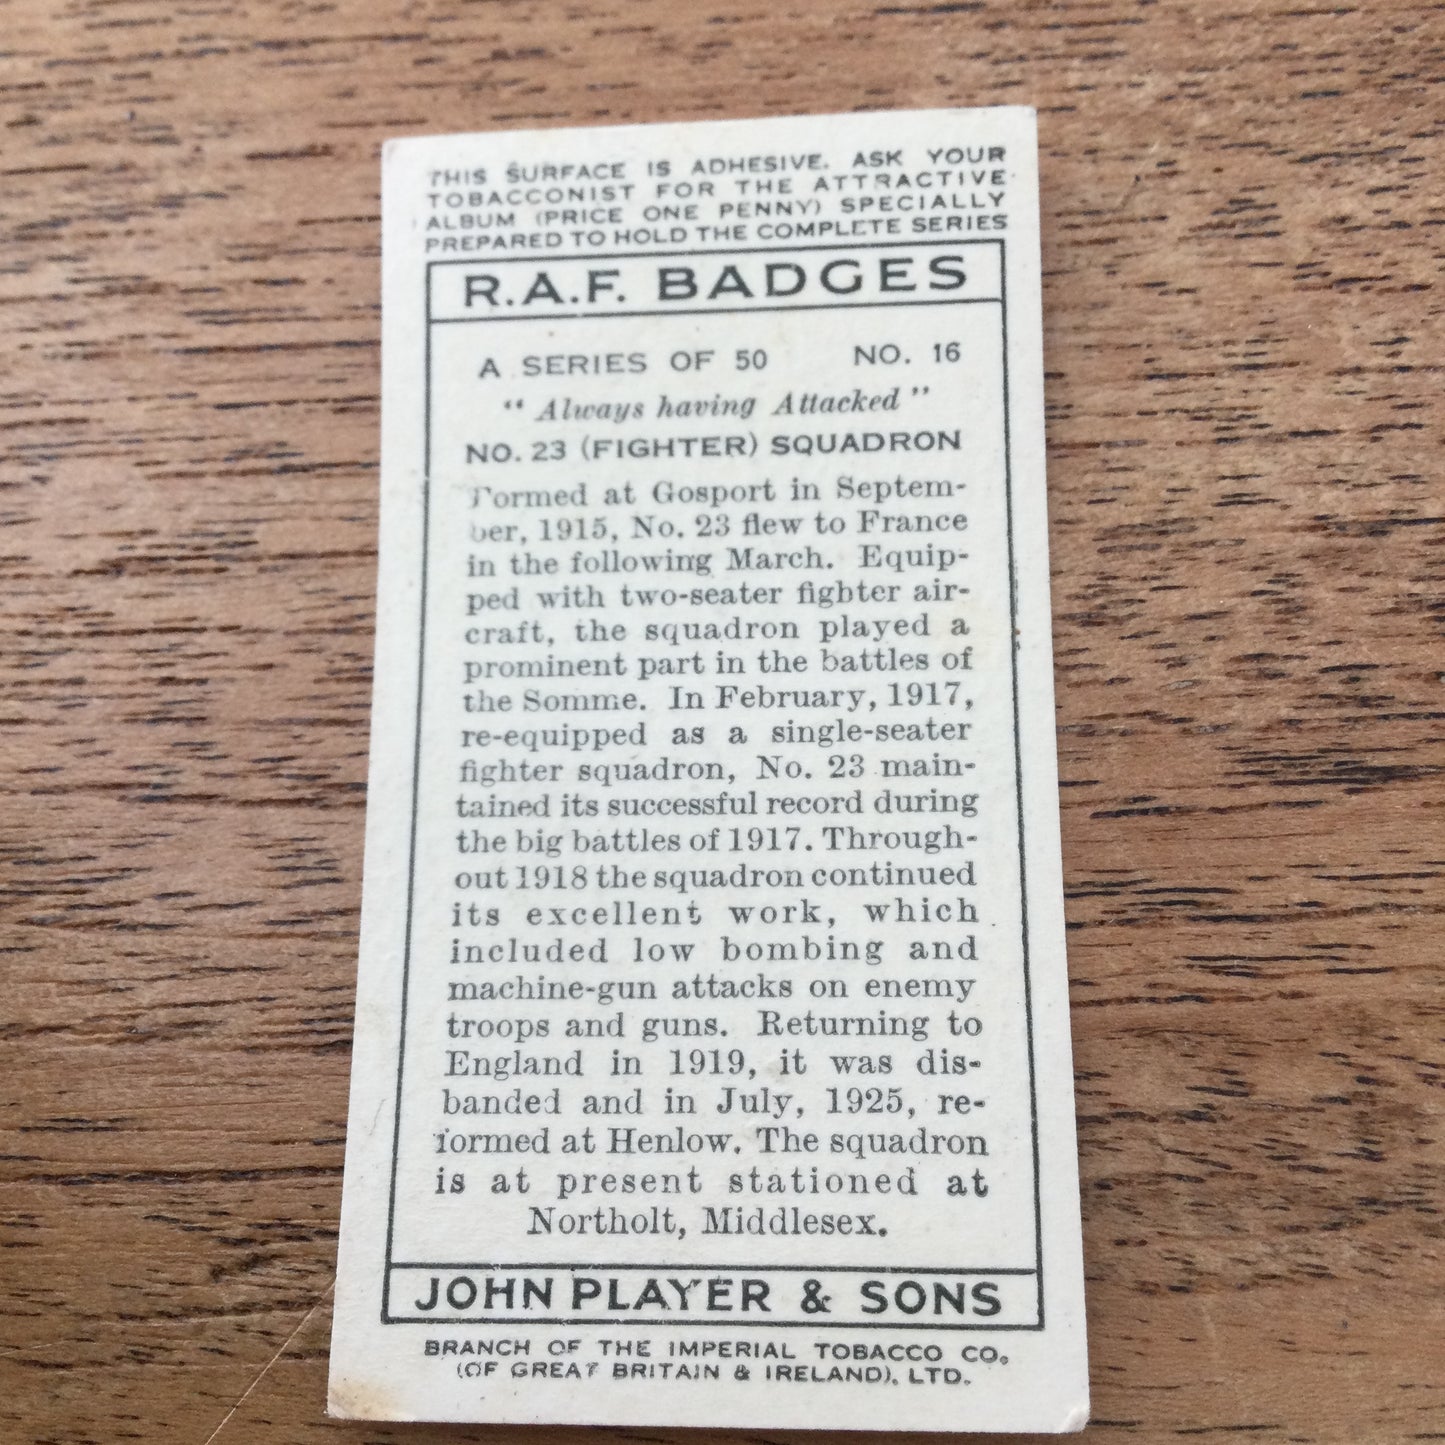 THIS SURFACE IS ADHESIVE. ASK YOUR
TOBACCONIST FOR THE ATTRACTIVE
ALBUM (PRICE ONE PENNY) SPECIALLY
PREPARED TO HOLD THE COMPLETE SERIES
R.A.F. BADGES
A SERIES OF 50 NO. 16
"Always having Attacked"
NO. 23 (FIGHTER) SQUADRON
Formed at Gosport in Septem-
ber, 1915, No. 23 flew to France
in the following March. Equip-
ped with two-seater fighter air-
craft, the squadron played a
prominent part in the battles of
the Somme. In February, 1917,
re-equipped as a single-seater
fighter squadron, No. 23 main-
tained its successful record during
the big battles of 1917. Through-
out 1918 the squadron continued
its excellent work, which
included low bombing and
machine-gun attacks on enemy
troops and guns. Returning to
England in 1919, it was dis-
banded and in July, 1925, re-
formed at Henlow. The squadron
is at present stationed at
Northolt, Middlesex.
JOHN PLAYER & SONS
BRANCH OF THE IMPERIAL TOBACCO CO.
(OF GREAT BRITAIN & IRELAND), LTD.